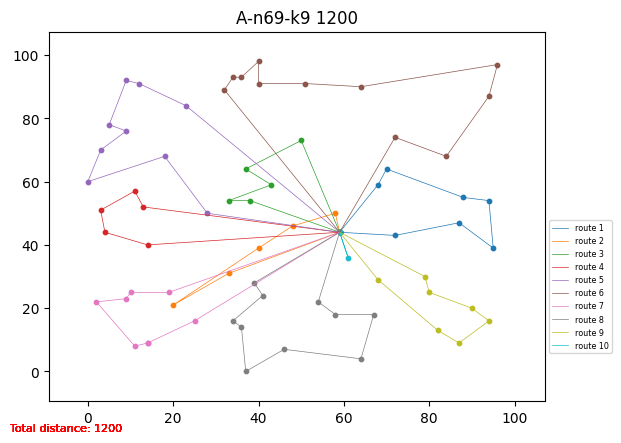 A-n69-k9 1200
100
80
60
40
20
0
0 20 40 60 80 100
route 1
route 2
route 3
route 4
route 5
route 6
route 7
route 8
route 9
route 10
Total distance: 1200